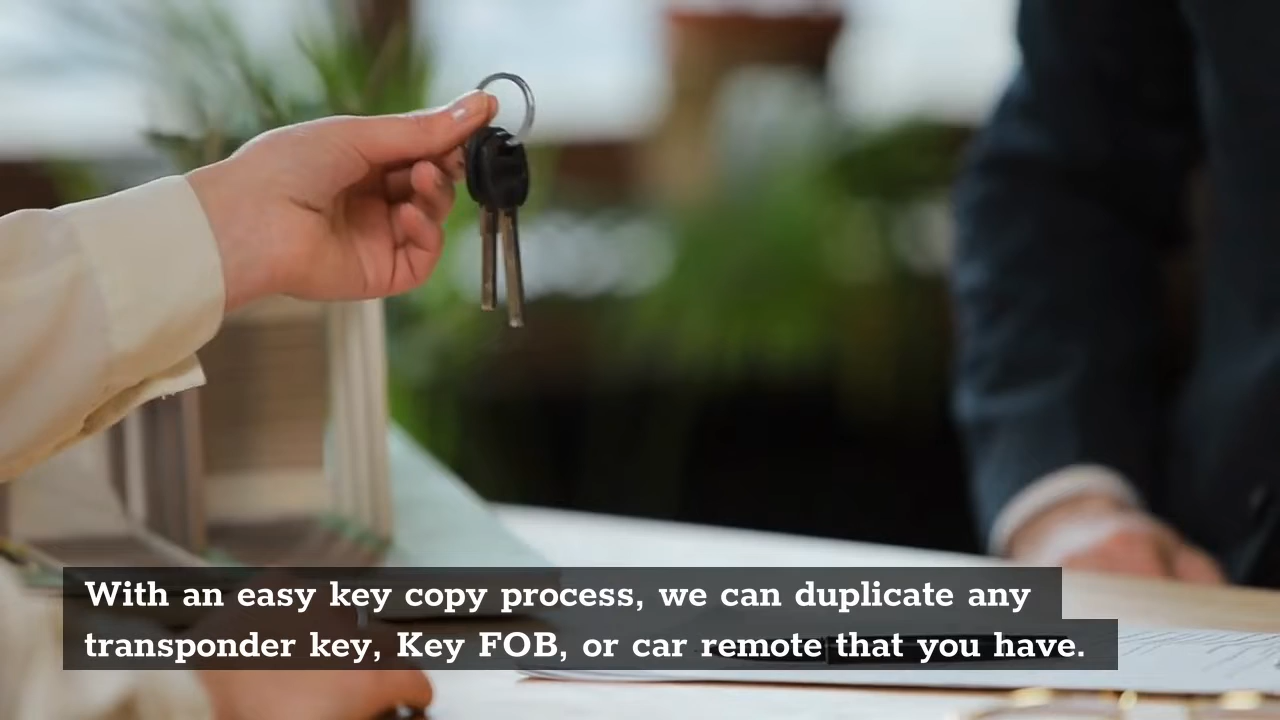 With an easy key copy process, we can duplicate any
transponder key, Key FOB, or car remote that you have.